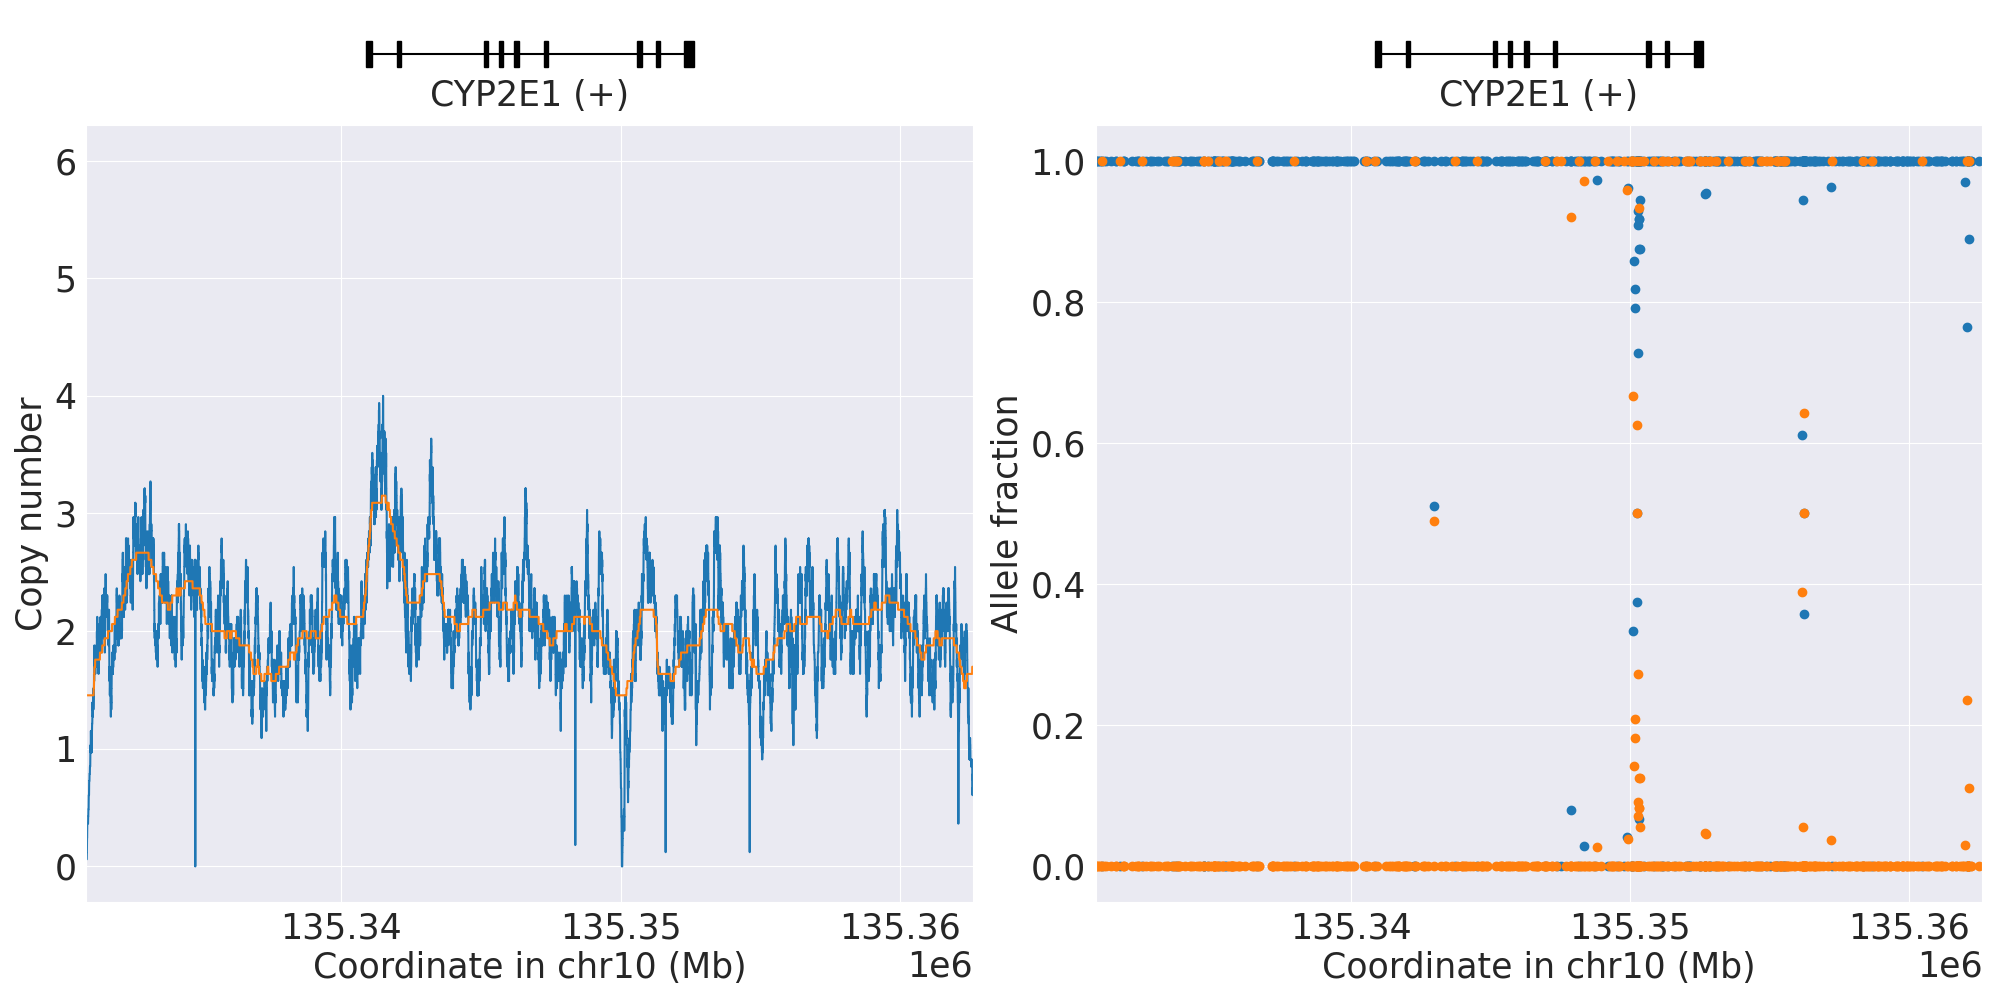 CYP2E1 (+)
6
5
4
3
2
1
0
Copy number
135.34 135.35 135.36
Coordinate in chr10 (Mb)
1e6
CYP2E1 (+)
1.0
0.8
0.6
0.4
0.2
0.0
Allele fraction
135.34 135.35 135.36
Coordinate in chr10 (Mb)
1e6